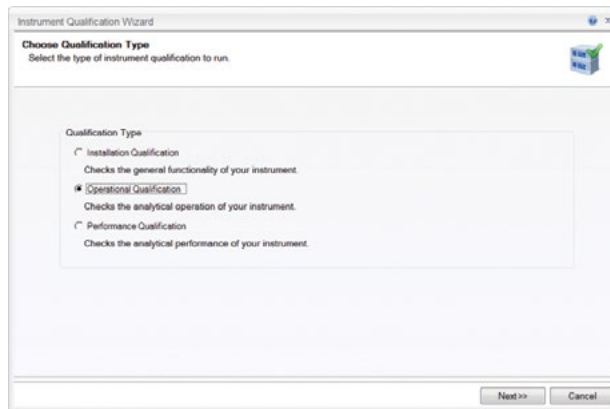 Instrument Qualification Wizard
Choose Qualification Type
Select the type of instrument qualification to run.
Qualification Type
Installation Qualification
Checks the general functionality of your instrument.
Operational Qualification
Checks the analytical operation of your instrument.
Performance Qualification
Checks the analytical performance of your instrument.
Next>> Cancel